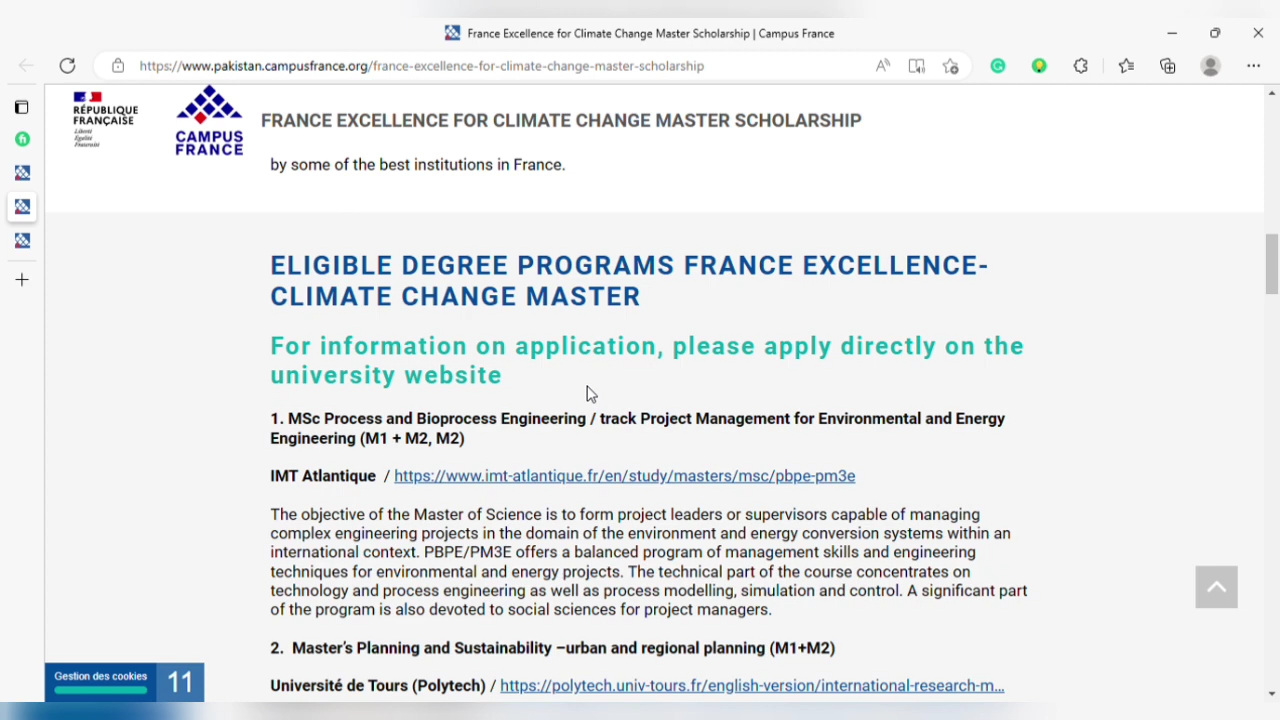 France Excellence for Climate Change Master Scholarship | Campus France
https://www.pakistan.campusfrance.org/france-excellence-for-climate-change-master-scholarship
RÉPUBLIQUE
FRANÇAISE
Liberté
Égalité
Fraternité
CAMPUS
FRANCE
FRANCE EXCELLENCE FOR CLIMATE CHANGE MASTER SCHOLARSHIP
by some of the best institutions in France.
ELIGIBLE DEGREE PROGRAMS FRANCE EXCELLENCE-
CLIMATE CHANGE MASTER
For information on application, please apply directly on the
university website
1. MSc Process and Bioprocess Engineering / track Project Management for Environmental and Energy
Engineering (M1 + M2, M2)
IMT Atlantique / https://www.imt-atlantique.fr/en/study/masters/msc/pbpe-pm3e
The objective of the Master of Science is to form project leaders or supervisors capable of managing
complex engineering projects in the domain of the environment and energy conversion systems within an
international context. PBPE/PM3E offers a balanced program of management skills and engineering
techniques for environmental and energy projects. The technical part of the course concentrates on
technology and process engineering as well as process modelling, simulation and control. A significant part
of the program is also devoted to social sciences for project managers.
2. Master's Planning and Sustainability –urban and regional planning (M1+M2)
Université de Tours (Polytech) / https://polytech.univ-tours.fr/english-version/international-research-m...
Gestion des cookies
11